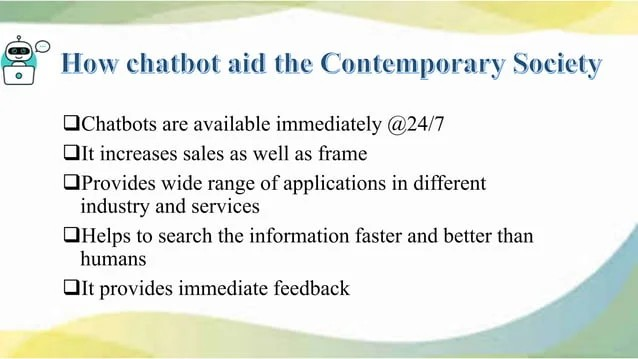 How chatbot aid the Contemporary Society
❑Chatbots are available immediately @24/7
❑It increases sales as well as frame
❑Provides wide range of applications in different
industry and services
❑Helps to search the information faster and better than
humans
❑It provides immediate feedback